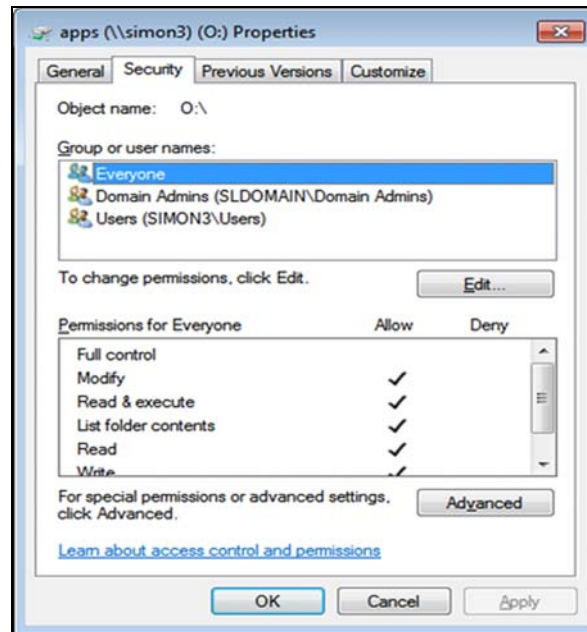 apps (\\simon3) (O:) Properties
General Security Previous Versions Customize
Object name: O:\
Group or user names:
Everyone
Domain Admins (SLDOMAIN\Domain Admins)
Users (SIMON3\Users)
To change permissions, click Edit.
Edit...
Permissions for Everyone Allow Deny
Full control
Modify
Read & execute
List folder contents
Read
Write
For special permissions or advanced settings,
click Advanced.
Advanced
Learn about access control and permissions
OK Cancel Apply